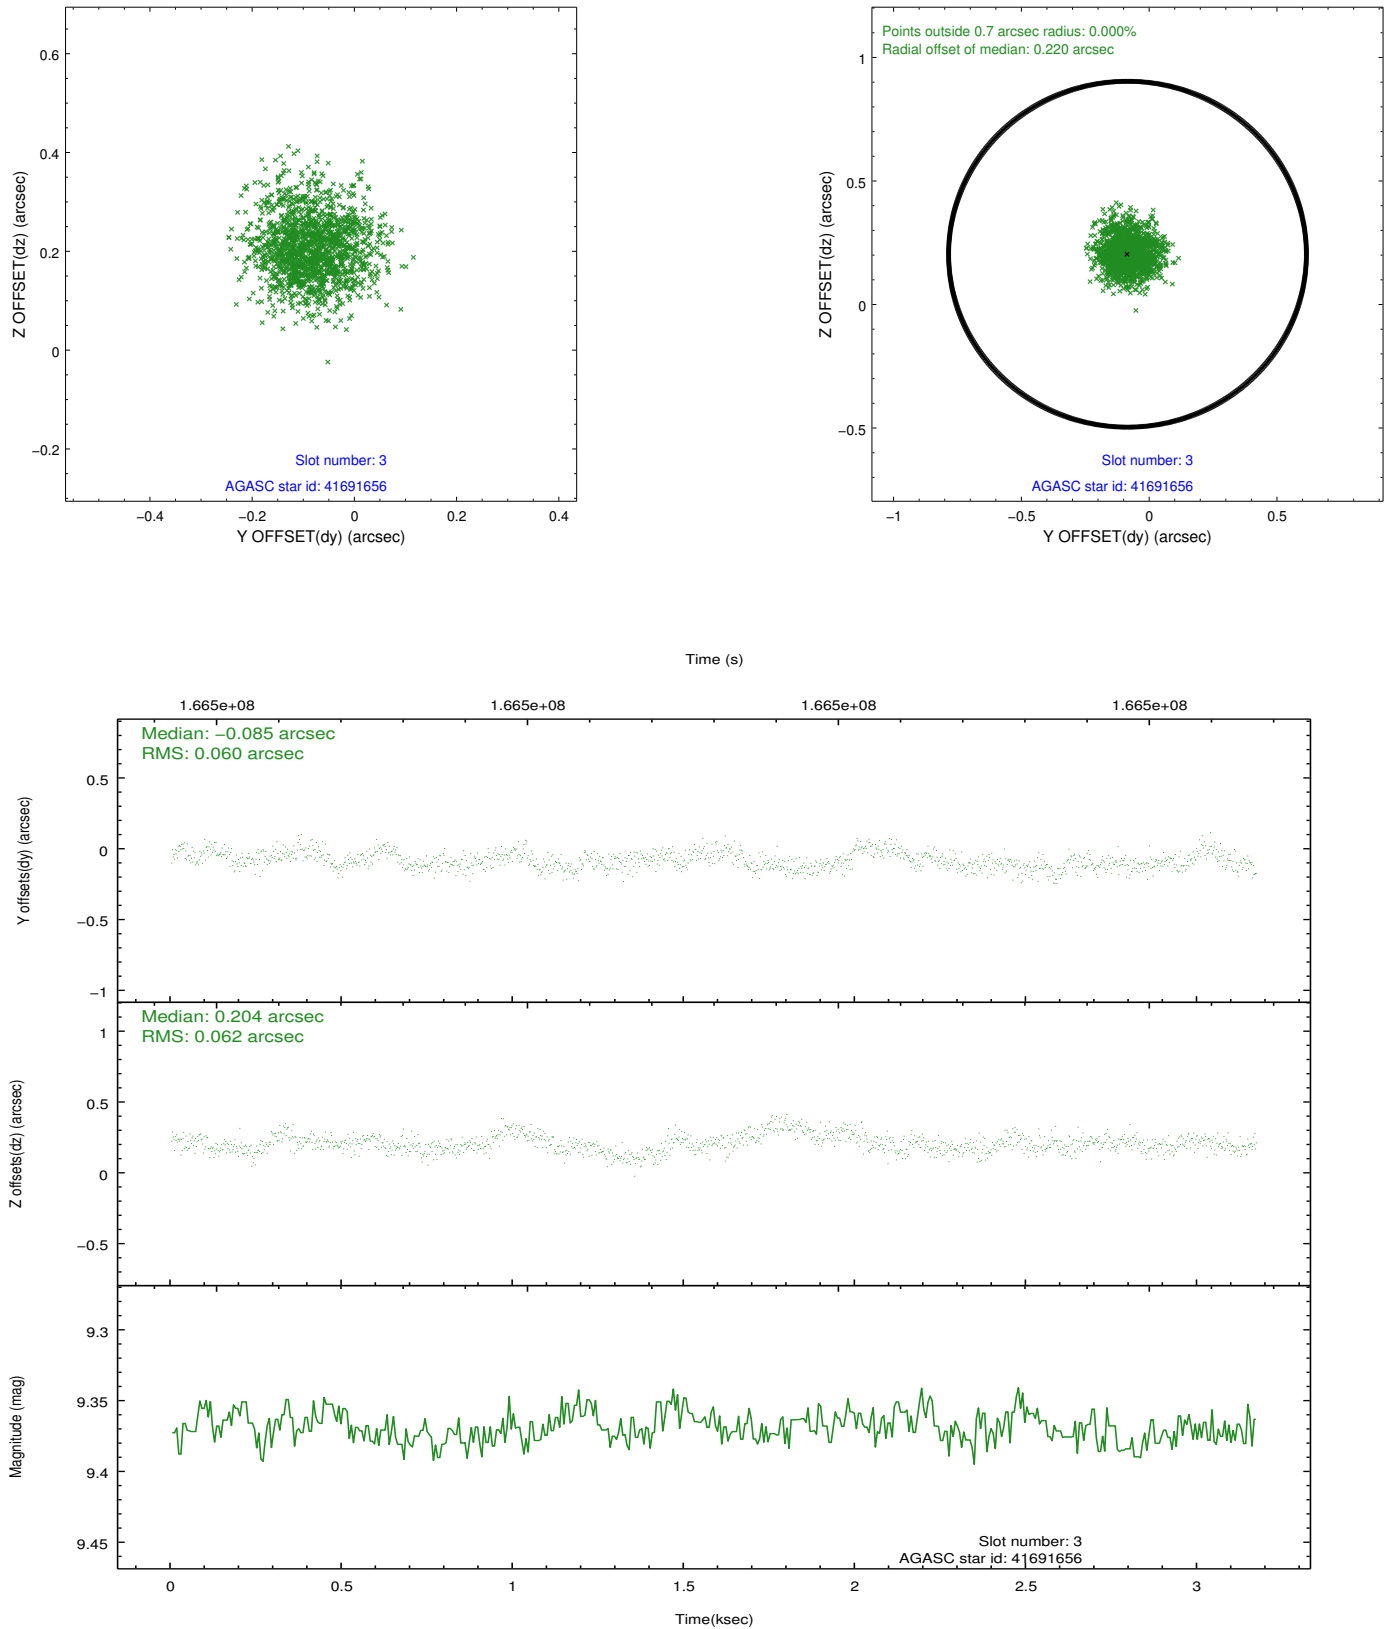 0.6
0.4
0.2
0
−0.2
−0.4
−0.2
0
0.2
0.4
Z OFFSET(dz) (arcsec)
Y OFFSET(dy) (arcsec)
Slot number: 3
AGASC star id: 41691656
Points outside 0.7 arcsec radius: 0.000%
Radial offset of median: 0.220 arcsec
1
0.5
0
−0.5
−1
−0.5
0
0.5
Z OFFSET(dz) (arcsec)
Y OFFSET(dy) (arcsec)
Slot number: 3
AGASC star id: 41691656
Time (s)
1.665e+08
1.665e+08
1.665e+08
1.665e+08
Median: −0.085 arcsec
RMS: 0.060 arcsec
0.5
0
−0.5
−1
Y offsets(dy) (arcsec)
Median: 0.204 arcsec
RMS: 0.062 arcsec
1
0.5
0
−0.5
Z offsets(dz) (arcsec)
9.3
9.35
9.4
9.45
Magnitude (mag)
Slot number: 3
AGASC star id: 41691656
0
0.5
1
1.5
2
2.5
3
Time(ksec)